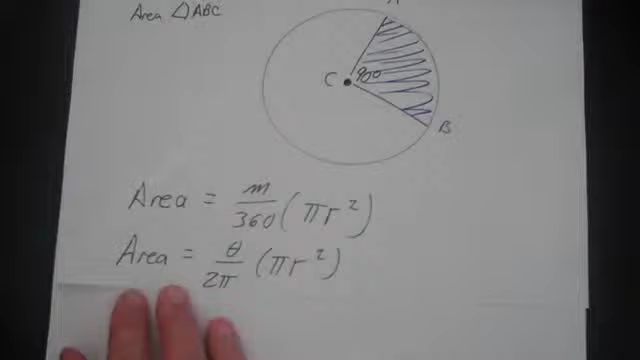 A
Area △ABC
C 90°
B
Area = m/360 (πr²)
Area = θ/2π (πr²)